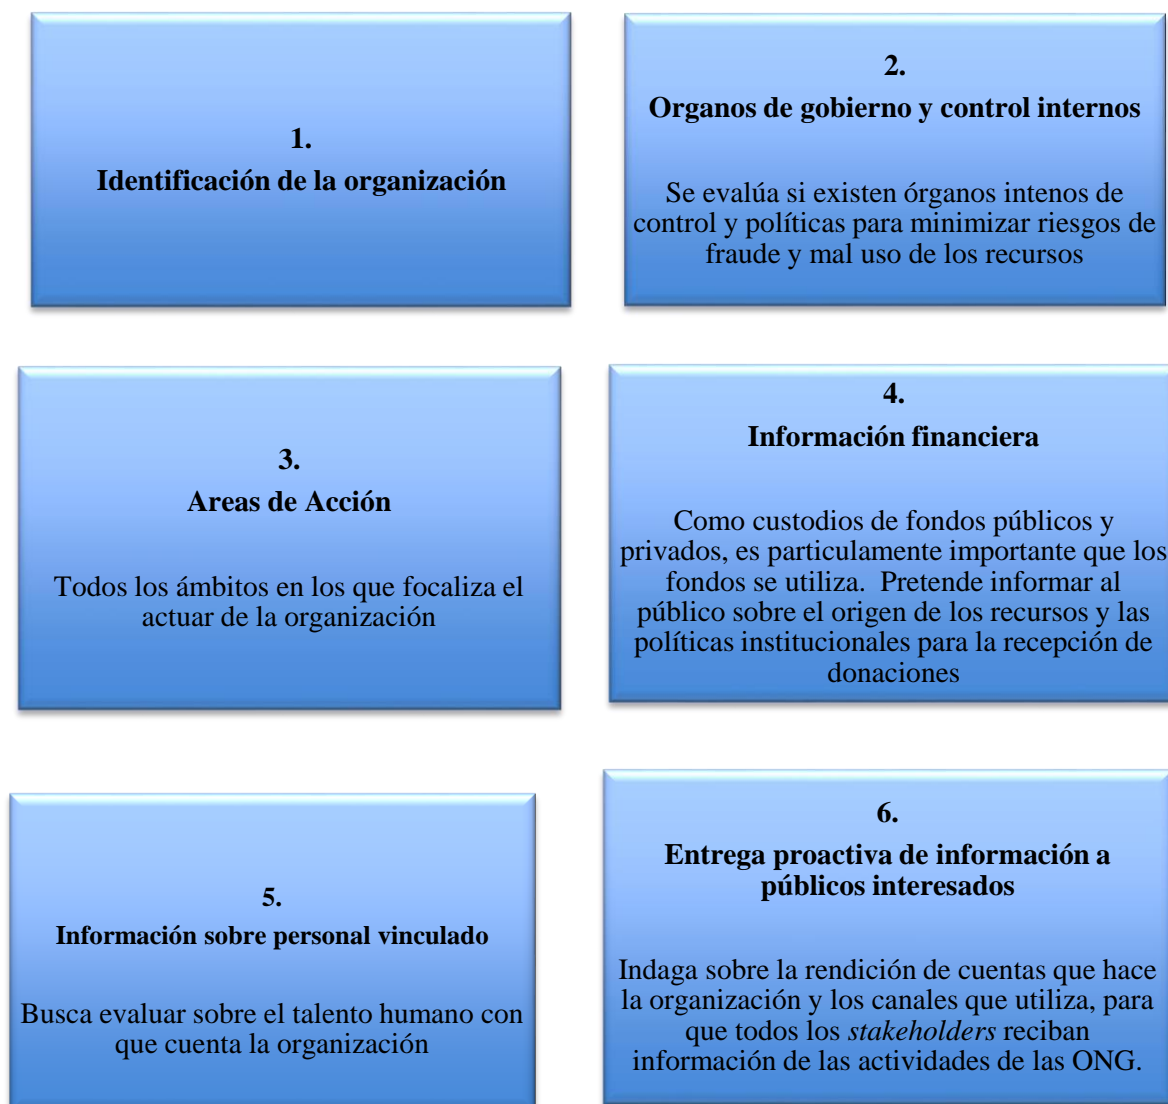 1.
Identificación de la organización
2.
Organos de gobierno y control internos
Se evalúa si existen órganos intenos de
control y políticas para minimizar riesgos de
fraude y mal uso de los recursos
3.
Areas de Acción
Todos los ámbitos en los que focaliza el
actuar de la organización
4.
Información financiera
Como custodios de fondos públicos y
privados, es particulamente importante que los
fondos se utiliza. Pretende informar al
público sobre el origen de los recursos y las
políticas institucionales para la recepción de
donaciones
5.
Información sobre personal vinculado
Busca evaluar sobre el talento humano con
que cuenta la organización
6.
Entrega proactiva de información a
públicos interesados
Indaga sobre la rendición de cuentas que hace
la organización y los canales que utiliza, para
que todos los stakeholders reciban
información de las actividades de las ONG.